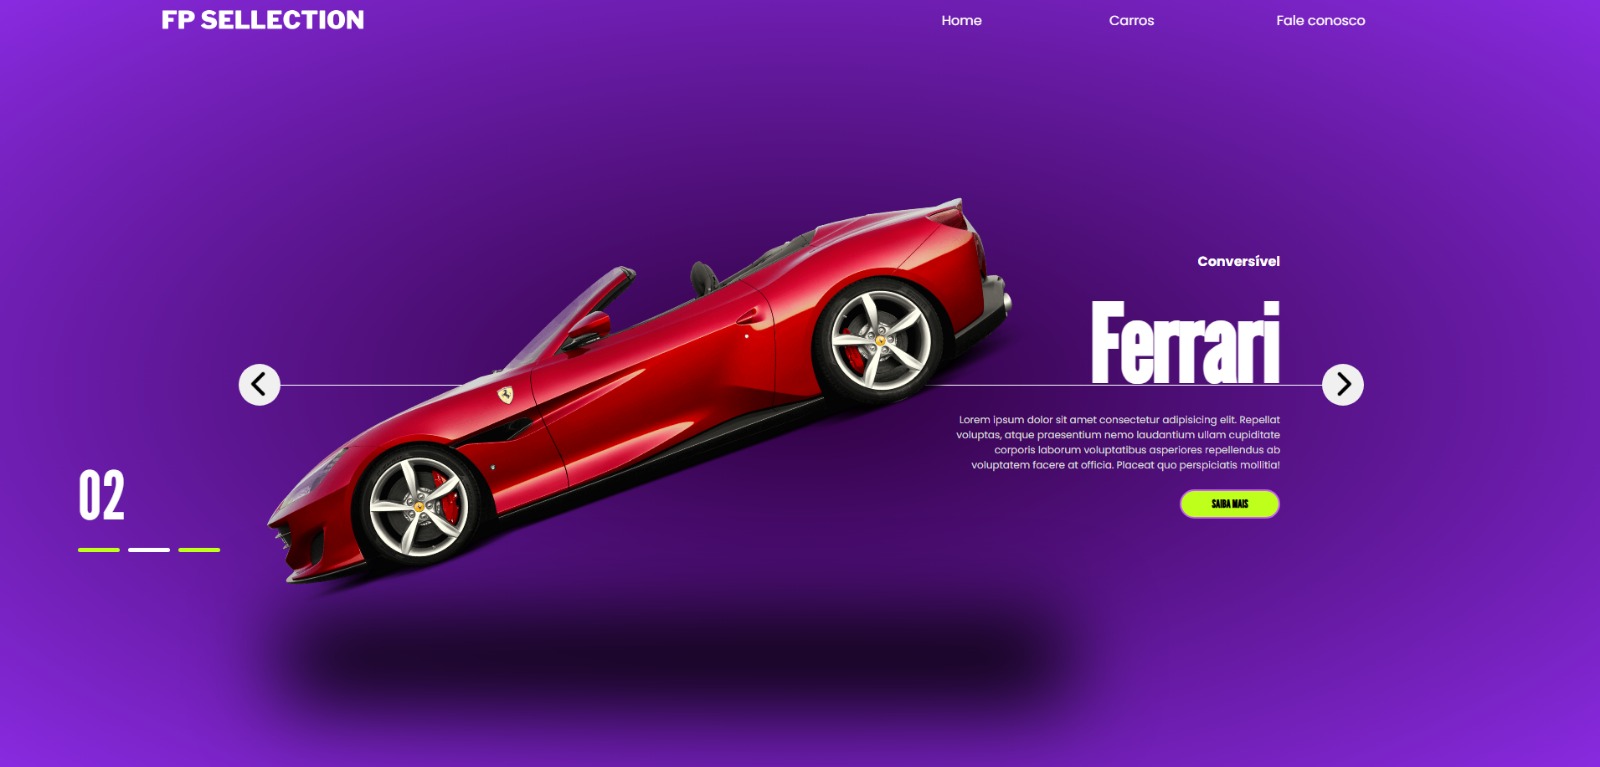 FP SELLECTION
Home
Carros
Fale conosco
Conversível
Ferrari
Lorem ipsum dolor sit amet consectetur adipisicing elit. Repellat
voluptas, atque praesentium nemo laudantium ullam cupiditate
corporis laborum voluptatibus asperiores repellendus ab
voluptatem facere at officia. Placeat quo perspiciatis mollitia!
SAIBA MAIS
02